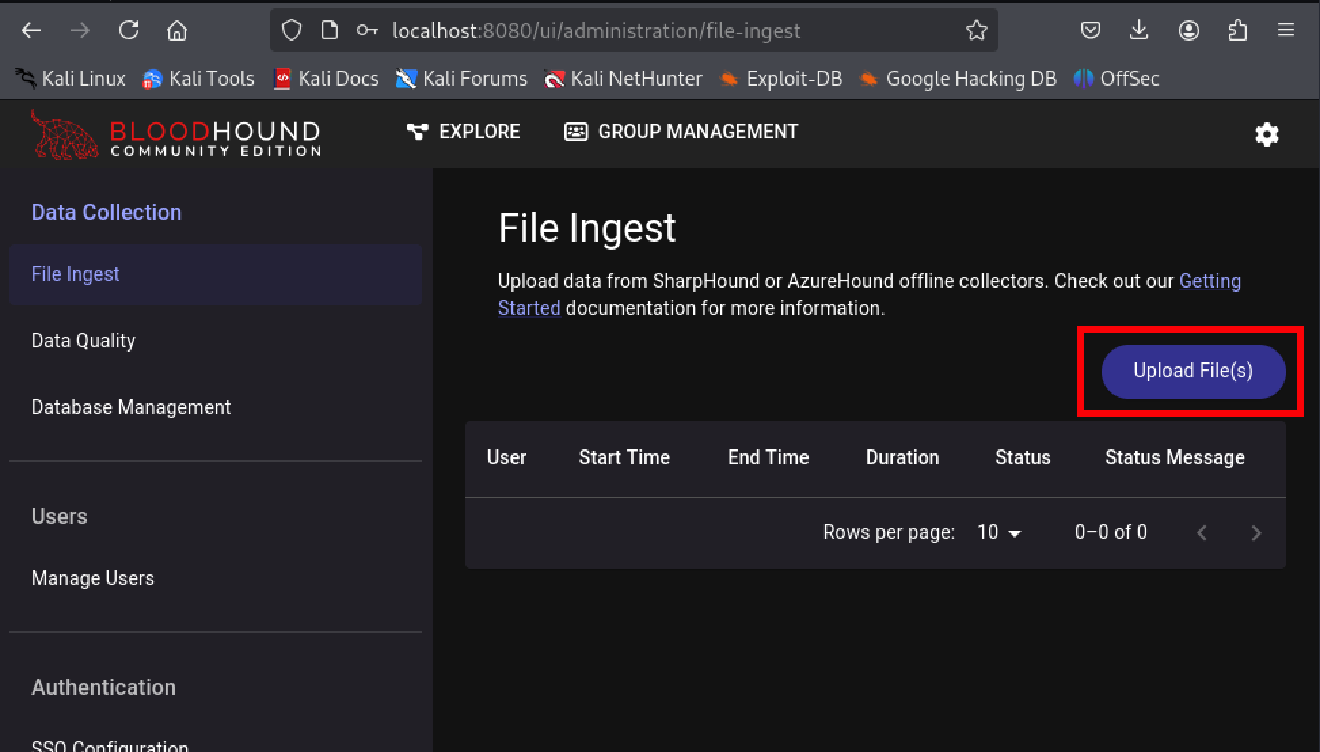 localhost:8080/ui/administration/file-ingest
Kali Linux Kali Tools Kali Docs Kali Forums Kali NetHunter Exploit-DB Google Hacking DB OffSec
BLOODHOUND
COMMUNITY EDITION
EXPLORE GROUP MANAGEMENT
Data Collection
File Ingest
Data Quality
Database Management
Users
Manage Users
Authentication
SSO Configuration
File Ingest
Upload data from SharpHound or AzureHound offline collectors. Check out our Getting
Started documentation for more information.
Upload File(s)
User Start Time End Time Duration Status Status Message
Rows per page: 10 0–0 of 0